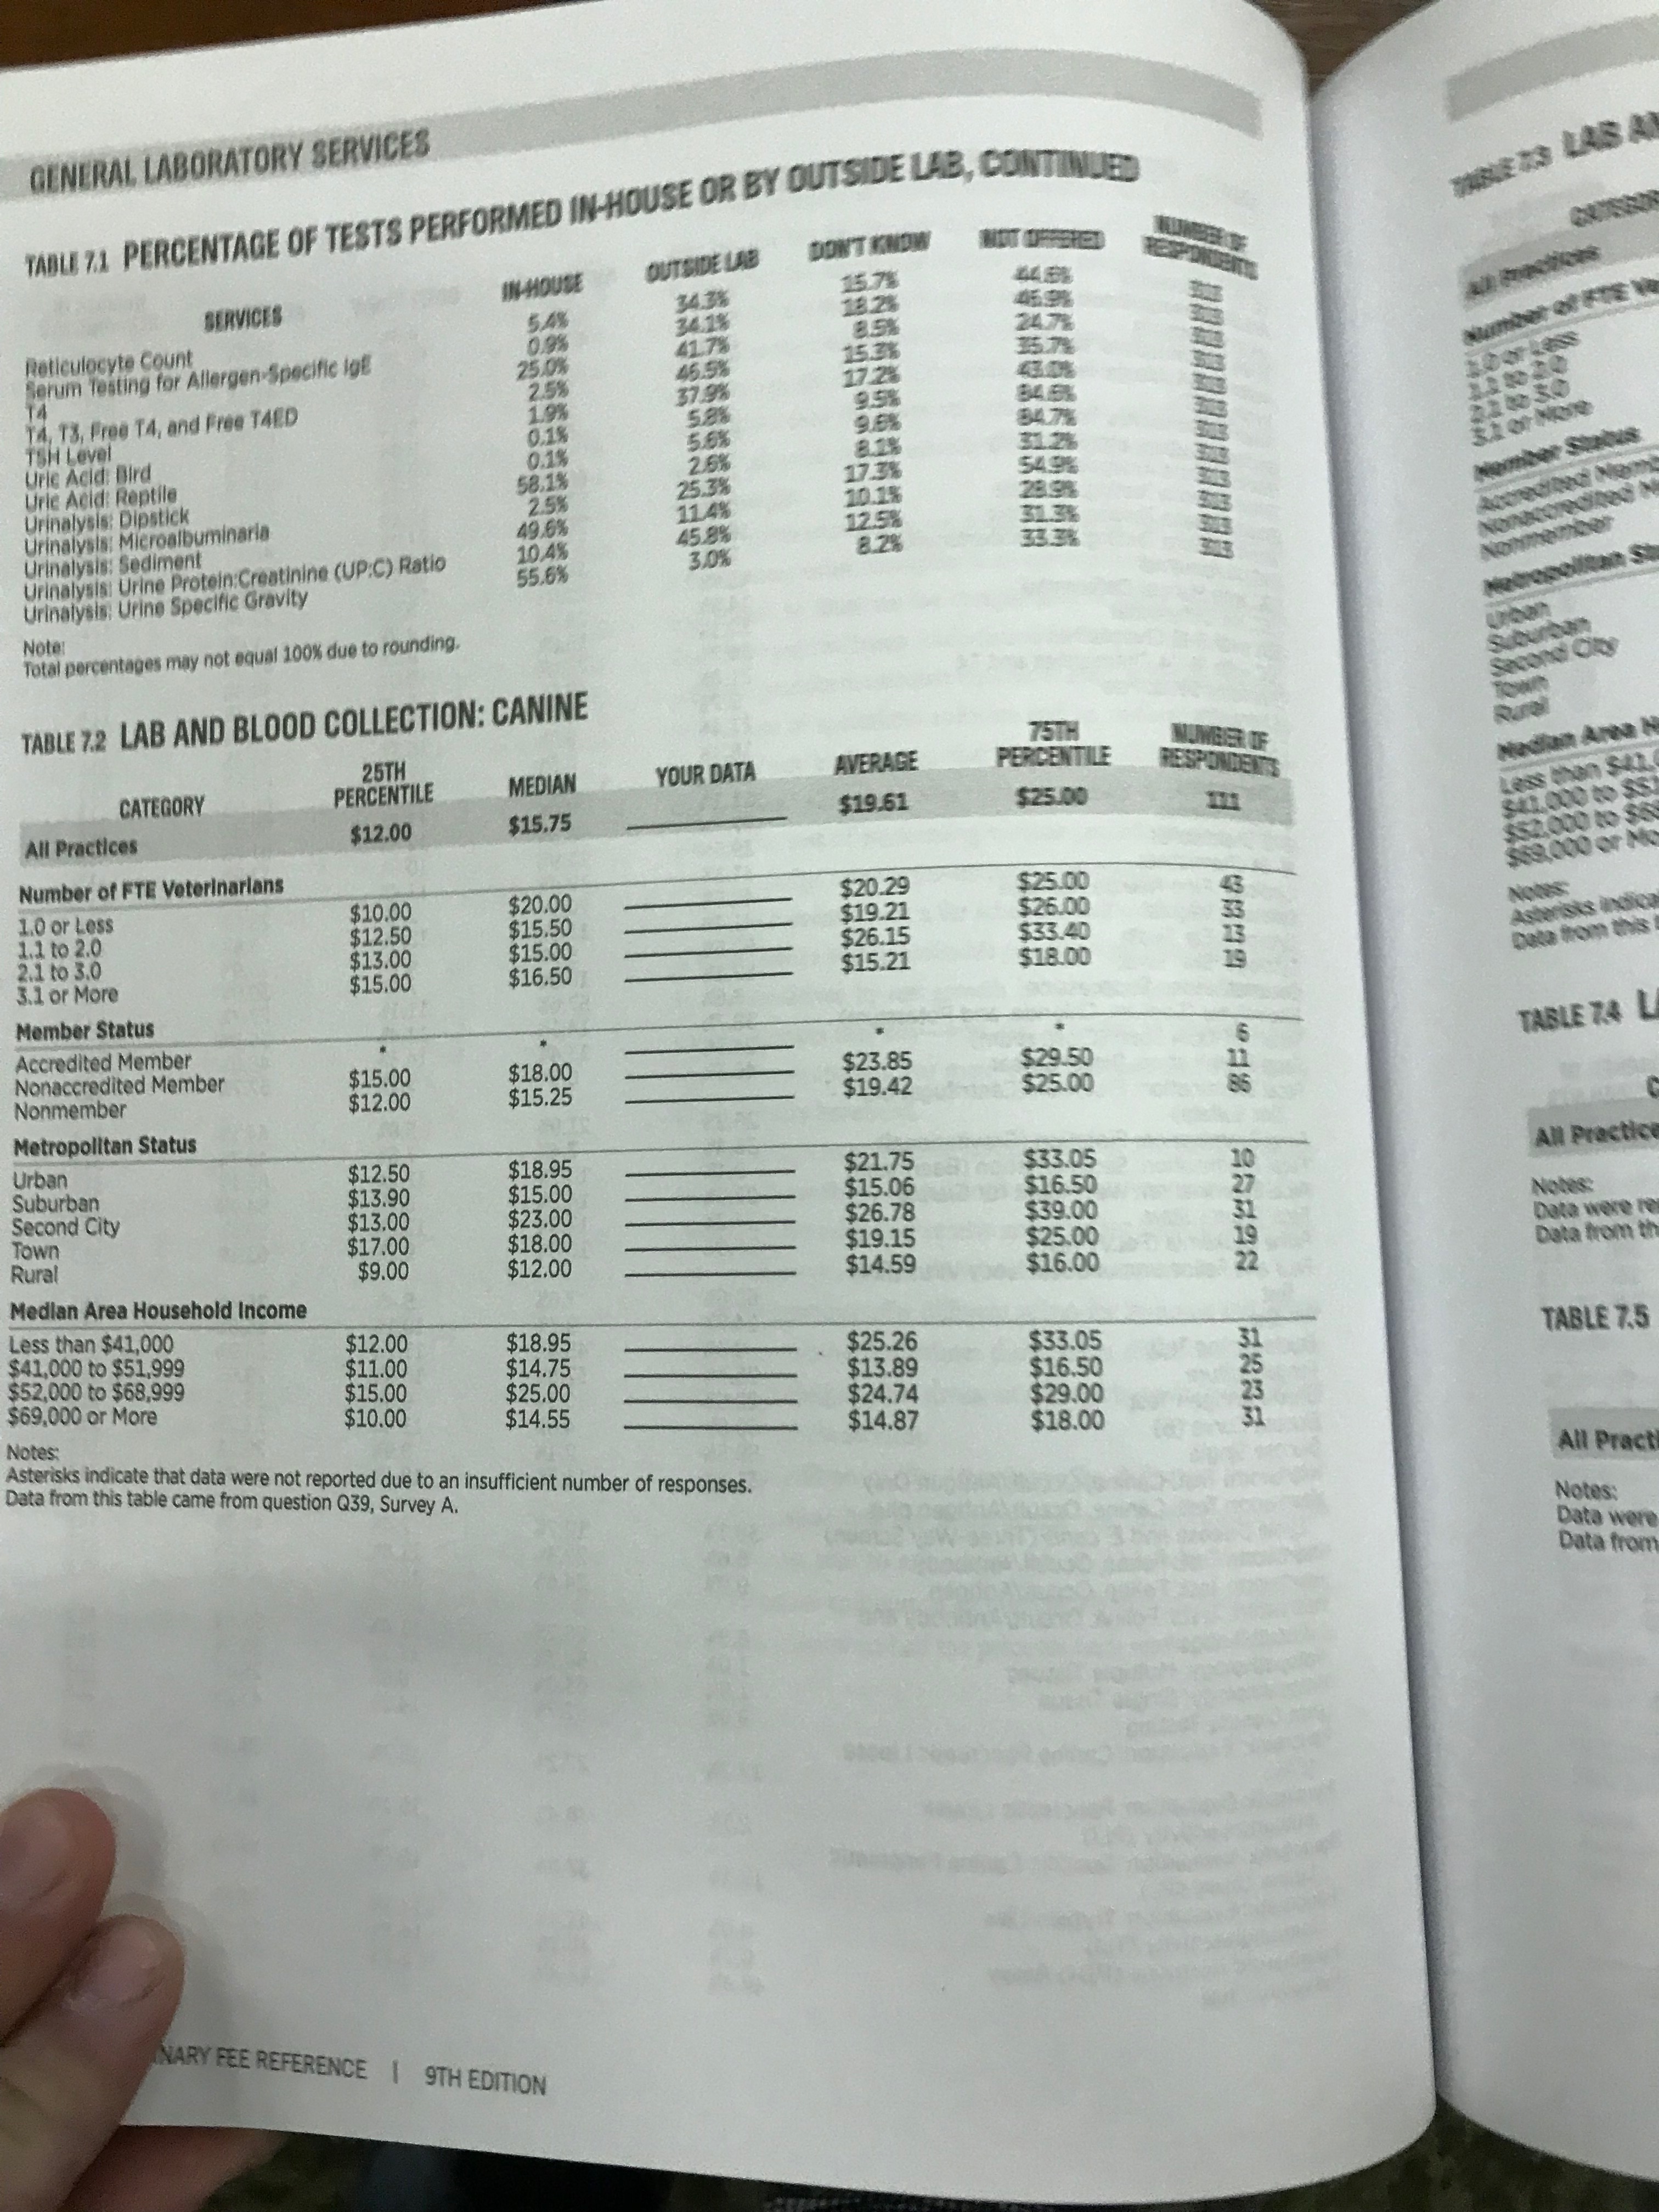 GENERAL LABORATORY SERVICES
TABLE 7.1 PERCENTAGE OF TESTS PERFORMED IN-HOUSE OR BY OUTSIDE LAB, CONTINUED
SERVICES IN-HOUSE OUTSIDE LAB DON'T KNOW NOT OFFERED NUMBER OF RESPONDENTS
Reticulocyte Count 5.4% 34.3% 15.7% 44.6% 313
Serum Testing for Allergen-Specific IgE 0.9% 34.1% 18.2% 46.9% 313
T4 25.0% 41.7% 8.5% 24.7% 313
T4, T3, Free T4, and Free T4ED 2.5% 46.5% 15.3% 35.7% 313
TSH Level 1.9% 37.9% 17.2% 43.0% 313
Uric Acid: Bird 0.1% 5.8% 9.5% 84.6% 313
Uric Acid: Reptile 0.1% 5.6% 9.6% 84.7% 313
Urinalysis: Dipstick 58.1% 2.6% 8.1% 31.2% 313
Urinalysis: Microalbuminaria 2.5% 25.3% 17.3% 54.9% 313
Urinalysis: Sediment 49.6% 11.4% 10.1% 28.9% 313
Urinalysis: Urine Protein:Creatinine (UP:C) Ratio 10.4% 45.8% 12.5% 31.3% 313
Urinalysis: Urine Specific Gravity 55.6% 3.0% 8.2% 33.3% 313
Note:
Total percentages may not equal 100% due to rounding.
TABLE 7.2 LAB AND BLOOD COLLECTION: CANINE
CATEGORY 25TH PERCENTILE MEDIAN YOUR DATA AVERAGE 75TH PERCENTILE NUMBER OF RESPONDENTS
All Practices $12.00 $15.75 $19.61 $25.00 111
Number of FTE Veterinarians
1.0 or Less $10.00 $20.00 $20.29 $25.00 43
1.1 to 2.0 $12.50 $15.50 $19.21 $26.00 33
2.1 to 3.0 $13.00 $15.00 $26.15 $33.40 13
3.1 or More $15.00 $16.50 $15.21 $18.00 19
Member Status
Accredited Member * * * * 6
Nonaccredited Member $15.00 $18.00 $23.85 $29.50 11
Nonmember $12.00 $15.25 $19.42 $25.00 86
Metropolitan Status
Urban $12.50 $18.95 $21.75 $33.05 10
Suburban $13.90 $15.00 $15.06 $16.50 27
Second City $13.00 $23.00 $26.78 $39.00 31
Town $17.00 $18.00 $19.15 $25.00 19
Rural $9.00 $12.00 $14.59 $16.00 22
Median Area Household Income
Less than $41,000 $12.00 $18.95 $25.26 $33.05 31
$41,000 to $51,999 $11.00 $14.75 $13.89 $16.50 25
$52,000 to $68,999 $15.00 $25.00 $24.74 $29.00 23
$69,000 or More $10.00 $14.55 $14.87 $18.00 31
Notes:
Asterisks indicate that data were not reported due to an insufficient number of responses.
Data from this table came from question Q39, Survey A.
NARY FEE REFERENCE | 9TH EDITION
TABLE 7.3 LAB AN
CATEGOR
All Practices
Number of FTE Ve
1.0 or Less
1.1 to 2.0
2.1 to 3.0
3.1 or More
Member Status
Accredited Memb
Nonaccredited M
Nonmember
Metropolitan Sta
Urban
Suburban
Second City
Town
Rural
Median Area H
Less than $41,0
$41,000 to $51
$52,000 to $68
$69,000 or Mo
Notes:
Asterisks indica
Data from this t
TABLE 7.4 LA
C
All Practice
Notes:
Data were re
Data from th
TABLE 7.5
All Practi
Notes:
Data were
Data from